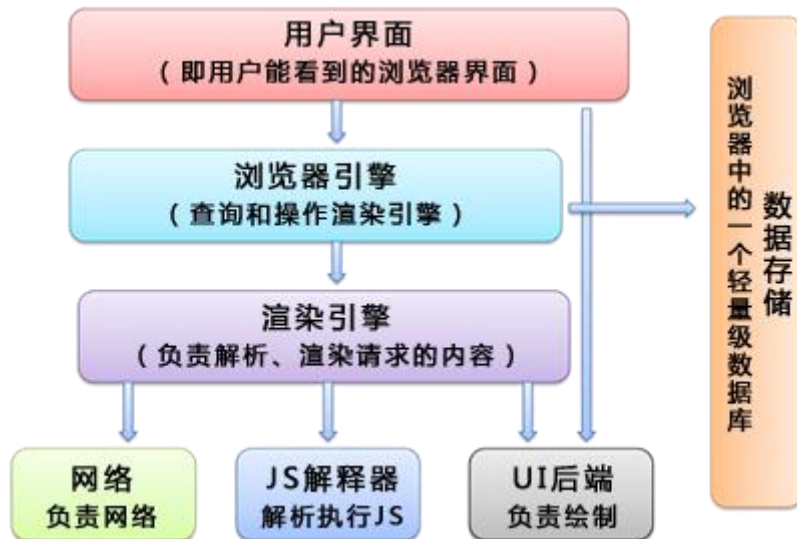 用户界面
（即用户能看到的浏览器界面）
浏览器引擎
（查询和操作渲染引擎）
渲染引擎
（负责解析、渲染请求的内容）
网络
负责网络
JS解释器
解析执行JS
UI后端
负责绘制
数据存储
浏览器中的一个轻量级数据库